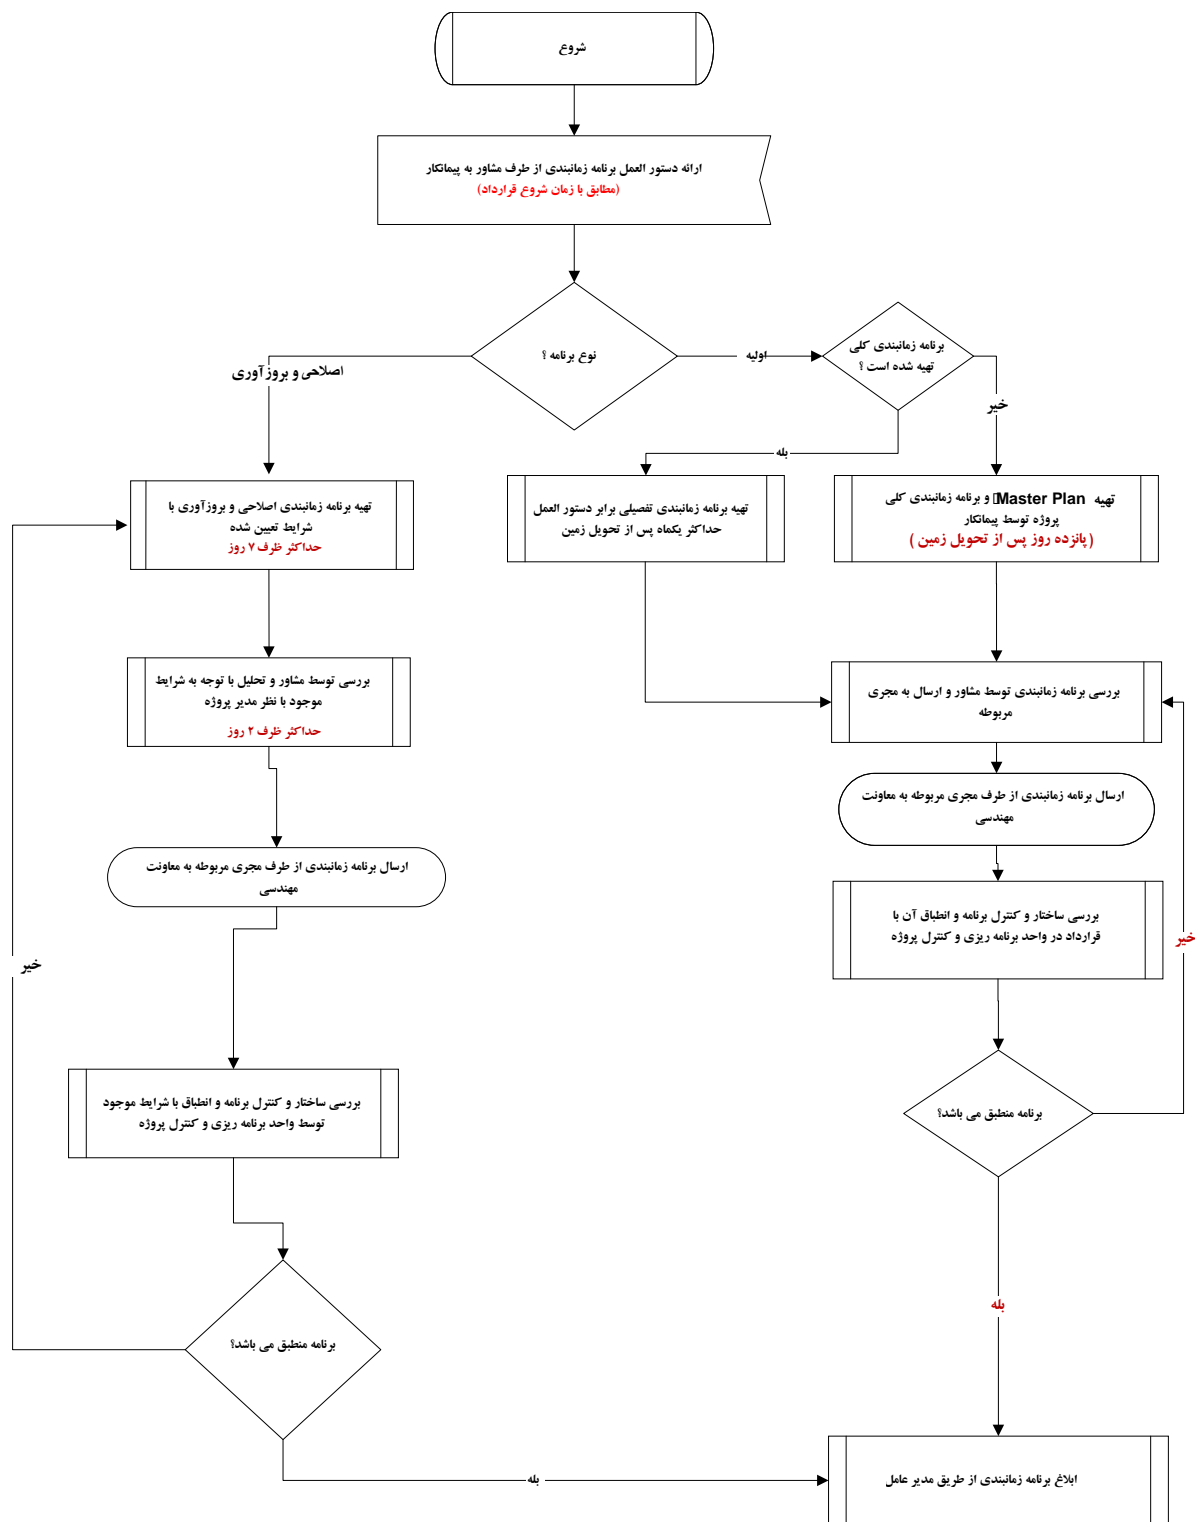 شروع
ارائه دستور العمل برنامه زمانبندی از طرف مشاور به پیمانکار
(مطابق با زمان شروع قرارداد)
نوع برنامه ؟
اولیه
برنامه زمانبندی کلی
تهیه شده است ؟
اصلاحی و بروزآوری
خیر
بله
تهیه Master Plan و برنامه زمانبندی کلی
پروژه توسط پیمانکار
( پانزده روز پس از تحویل زمین )
تهیه برنامه زمانبندی تفصیلی برابر دستور العمل
حداکثر یکماه پس از تحویل زمین
تهیه برنامه زمانبندی اصلاحی و بروزآوری با
شرایط تعیین شده
حداکثر ظرف ۷ روز
بررسی برنامه زمانبندی توسط مشاور و ارسال به مجری
مربوطه
بررسی توسط مشاور و تحلیل با توجه به شرایط
موجود با نظر مدیر پروژه
حداکثر ظرف ۲ روز
ارسال برنامه زمانبندی از طرف مجری مربوطه به معاونت
مهندسی
ارسال برنامه زمانبندی از طرف مجری مربوطه به معاونت
مهندسی
بررسی ساختار و کنترل برنامه و انطباق آن با
قرارداد در واحد برنامه ریزی و کنترل پروژه
خیر
خیر
بررسی ساختار و کنترل برنامه و انطباق با شرایط موجود
توسط واحد برنامه ریزی و کنترل پروژه
برنامه منطبق می باشد؟
بله
برنامه منطبق می باشد؟
بله
ابلاغ برنامه زمانبندی از طریق مدیر عامل